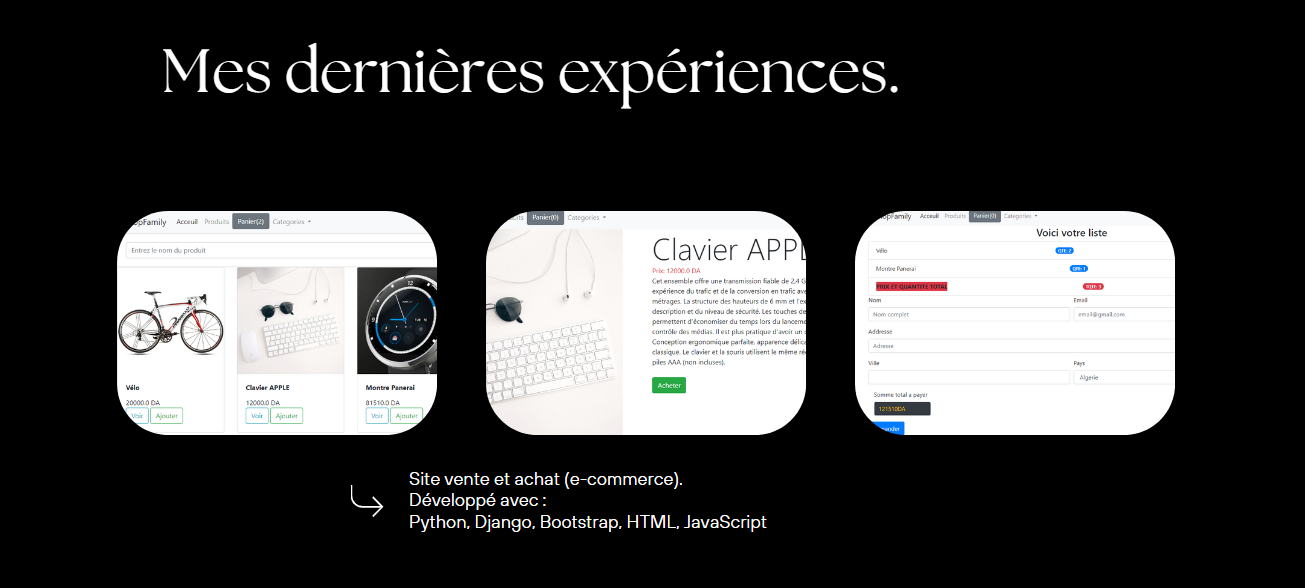 Mes dernières expériences.
opFamily Acceuil Produits Panier(2) Categories
Entrez le nom du produit
Vélo
20000.0 DA
Voir Ajouter
Clavier APPLE
12000.0 DA
Voir Ajouter
Montre Panerai
81510.0 DA
Voir Ajouter
Panier(0) Categories
Clavier APPL
Prix: 12000.0 DA
Cet ensemble offre une transmission fiable de 2,4 G
expérience du trafic et de la conversion en trafic ave
métrages. La structure des hauteurs de 6 mm et l'ex
description et du niveau de sécurité. Les touches de
permettent d'économiser du temps lors du lanceme
contrôle des médias. Il est plus pratique d'avoir un c
Conception ergonomique parfaite, apparence délica
classique. Le clavier et la souris utilisent le même ré
piles AAA (non incluses).
Acheter
opFamily Acceuil Produits Panier(0) Categories
Voici votre liste
Vélo QTE: 2
Montre Panerai QTE: 1
PRIX ET QUANTITE TOTAL TQTE: 3
Nom Email
Nom complet email@gmail.com
Addresse
Adresse
Ville Pays
Algerie
Somme total a payer
121510DA
ander
Site vente et achat (e-commerce).
Développé avec :
Python, Django, Bootstrap, HTML, JavaScript